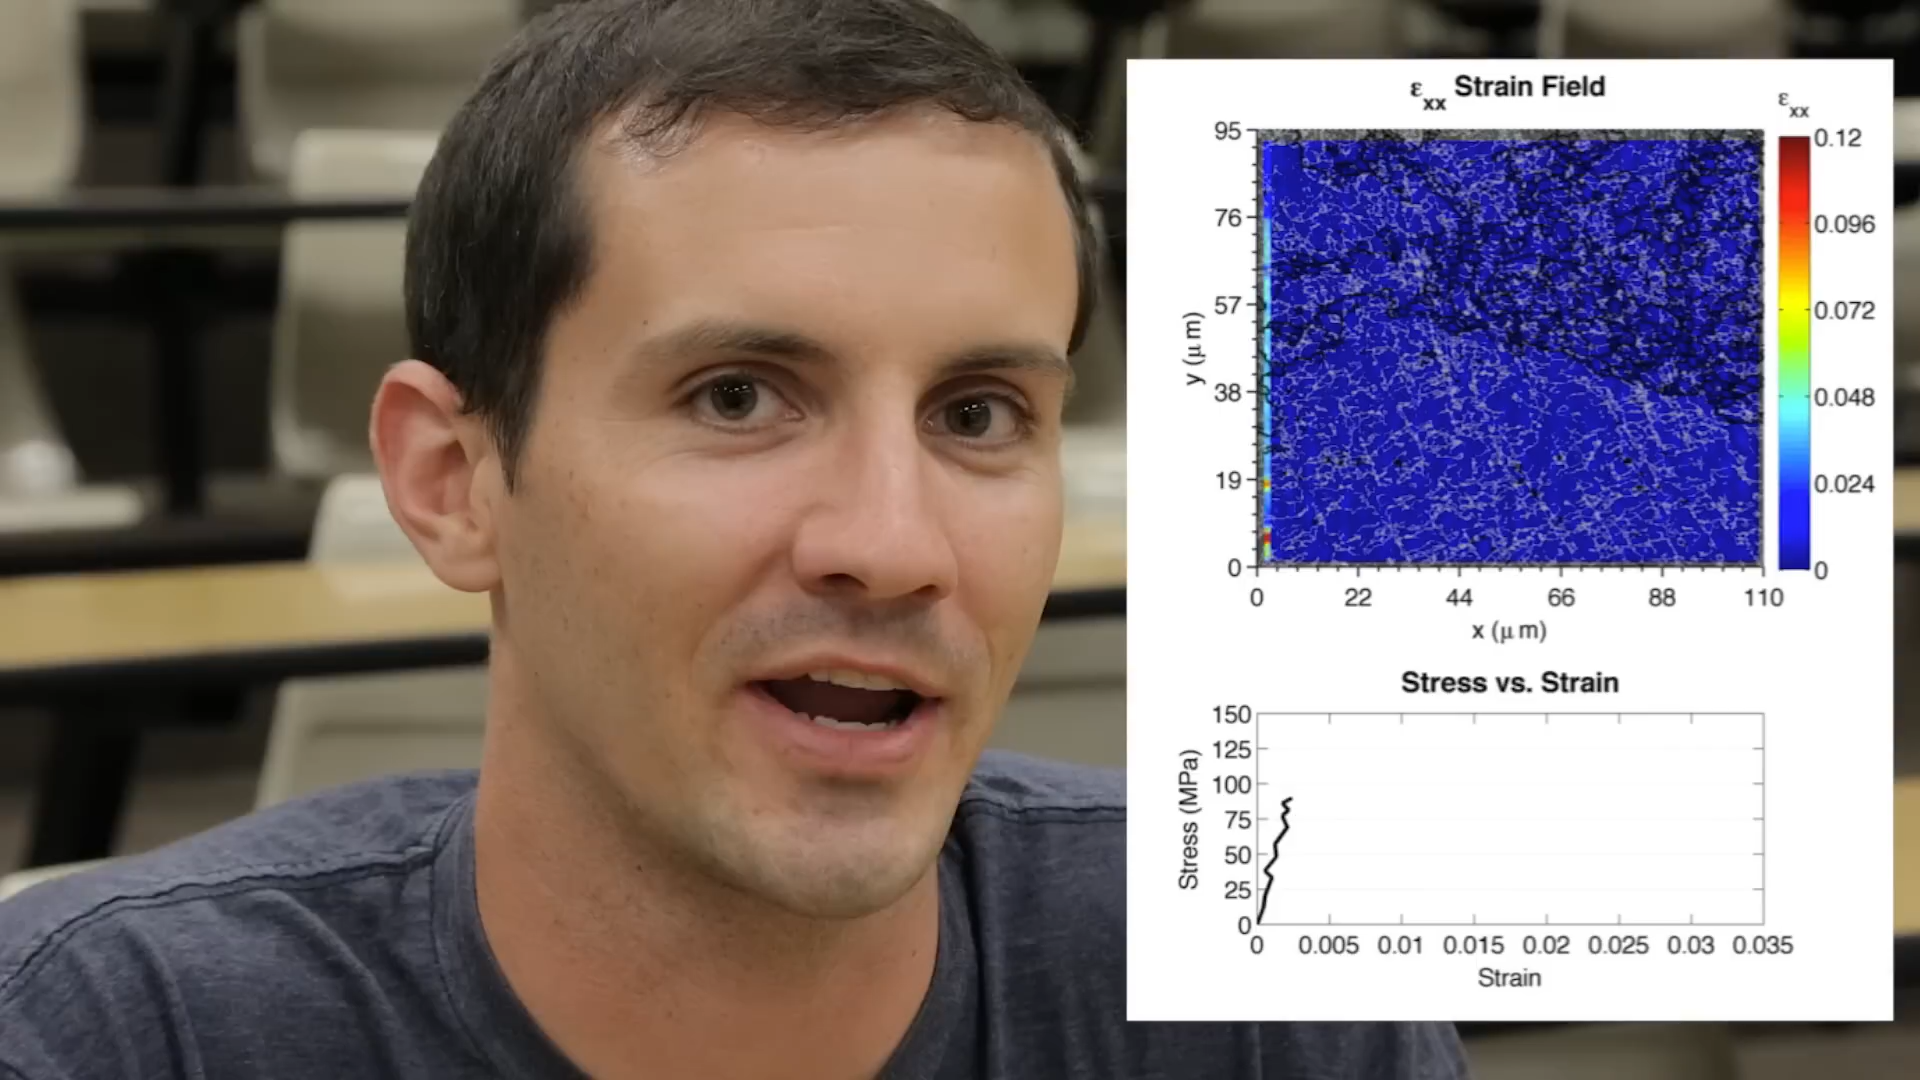 εxx Strain Field
εxx
95
76
57
38
19
0
y (μm)
0 22 44 66 88 110
x (μm)
0.12
0.096
0.072
0.048
0.024
0
Stress vs. Strain
150
125
100
75
50
25
0
Stress (MPa)
0 0.005 0.01 0.015 0.02 0.025 0.03 0.035
Strain